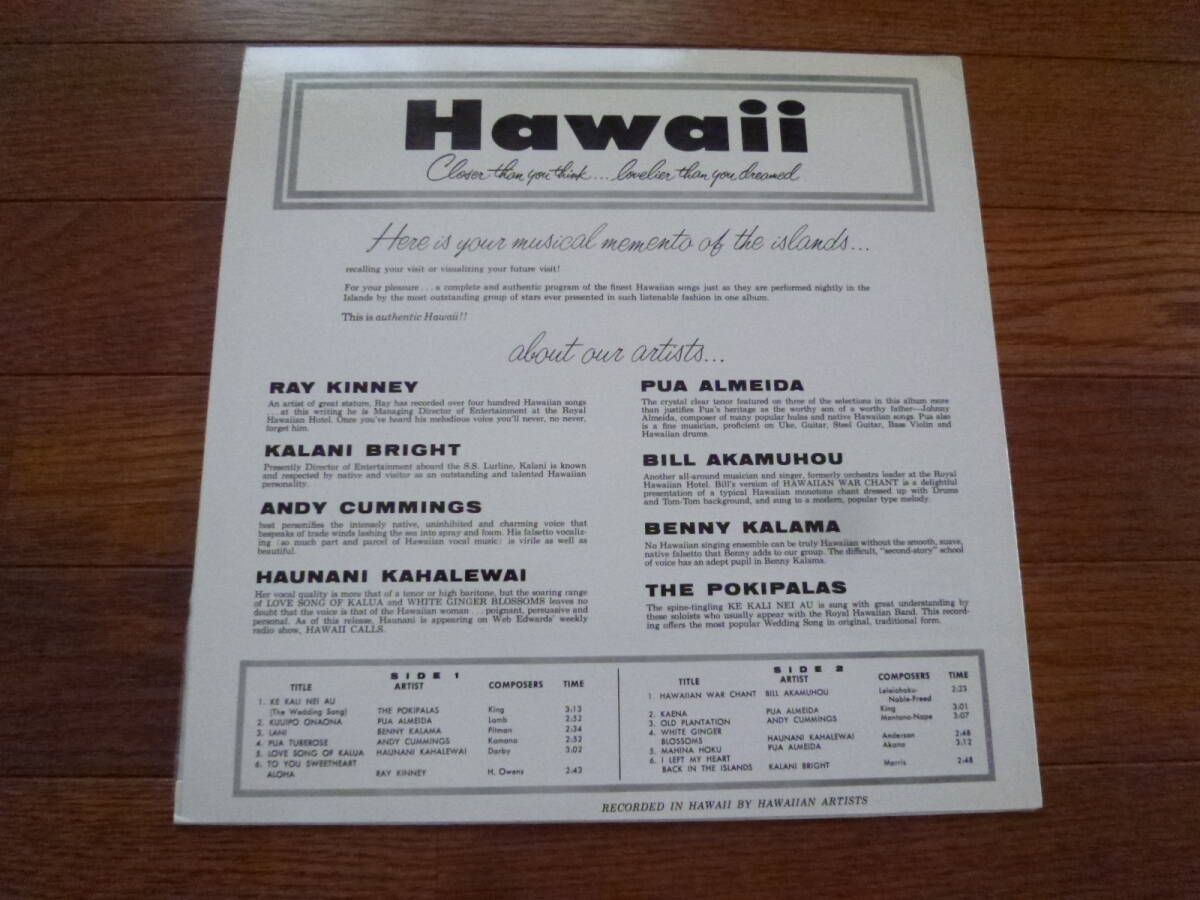 Hawaii
Closer than you think... lovelier than you dreamed
Here is your musical memento of the islands...
recalling your visit or visualizing your future visit!
For your pleasure . . . a complete and authentic program of the finest Hawaiian songs just as they are performed nightly in the
Islands by the most outstanding group of stars ever presented in such listenable fashion in one album.
This is authentic Hawaii!!
about our artists...
RAY KINNEY
An artist of great stature, Ray has recorded over four hundred Hawaiian songs
. . . at this writing he is Managing Director of Entertainment at the Royal
Hawaiian Hotel. Once you've heard his melodious voice you'll never, no never,
forget him.
KALANI BRIGHT
Presently Director of Entertainment aboard the S.S. Lurline, Kalani is known
and respected by native and visitor as an outstanding and talented Hawaiian
personality.
ANDY CUMMINGS
best personifies the intensely native, uninhibited and charming voice that
bespeaks of trade winds lashing the sea into spray and foam. His falsetto vocaliz-
ing (so much part and parcel of Hawaiian vocal music) is virile as well as
beautiful.
HAUNANI KAHALEWAI
Her vocal quality is more that of a tenor or high baritone, but the soaring range
of LOVE SONG OF KALUA and WHITE GINGER BLOSSOMS leaves no
doubt that the voice is that of the Hawaiian woman . . . poignant, persuasive and
personal. As of this release, Haunani is appearing on Web Edwards' weekly
radio show, HAWAII CALLS.
PUA ALMEIDA
The crystal clear tenor featured on three of the selections in this album more
than justifies Pua's heritage as the worthy son of a worthy father—Johnny
Almeida, composer of many popular hulas and native Hawaiian songs. Pua also
is a fine musician, proficient on Uke, Guitar, Steel Guitar, Bass Violin and
Hawaiian drums.
BILL AKAMUHOU
Another all-around musician and singer, formerly orchestra leader at the Royal
Hawaiian Hotel. Bill's version of HAWAIIAN WAR CHANT is a delightful
presentation of a typical Hawaiian monotone chant dressed up with Drums
and Tom-Tom background, and sung to a modern, popular type melody.
BENNY KALAMA
No Hawaiian singing ensemble can be truly Hawaiian without the smooth, suave,
native falsetto that Benny adds to our group. The difficult, "second-story" school
of voice has an adept pupil in Benny Kalama.
THE POKIPALAS
The spine-tingling KE KALI NEI AU is sung with great understanding by
these soloists who usually appear with the Royal Hawaiian Band. This record-
ing offers the most popular Wedding Song in original, traditional form.
SIDE 1
TITLE ARTIST COMPOSERS TIME
1. KE KALI NEI AU
(The Wedding Song) THE POKIPALAS King 3:13
2. KUUIPO ONAONA PUA ALMEIDA Lamb 2:52
3. LANI BENNY KALAMA Pitman 2:34
4. PUA TUBEROSE ANDY CUMMINGS Kamana 2:52
5. LOVE SONG OF KALUA HAUNANI KAHALEWAI Darby 3:02
6. TO YOU SWEETHEART
ALOHA RAY KINNEY H. Owens 2:43
SIDE 2
TITLE ARTIST COMPOSERS TIME
1. HAWAIIAN WAR CHANT BILL AKAMUHOU Leleiohaku- 2:23
Noble-Freed
2. KAENA PUA ALMEIDA King 3:01
3. OLD PLANTATION ANDY CUMMINGS Montano-Nape 3:07
4. WHITE GINGER
BLOSSOMS HAUNANI KAHALEWAI Anderson 2:48
5. MAHINA HOKU PUA ALMEIDA Akana 3:12
6. I LEFT MY HEART
BACK IN THE ISLANDS KALANI BRIGHT Morris 2:48
RECORDED IN HAWAII BY HAWAIIAN ARTISTS